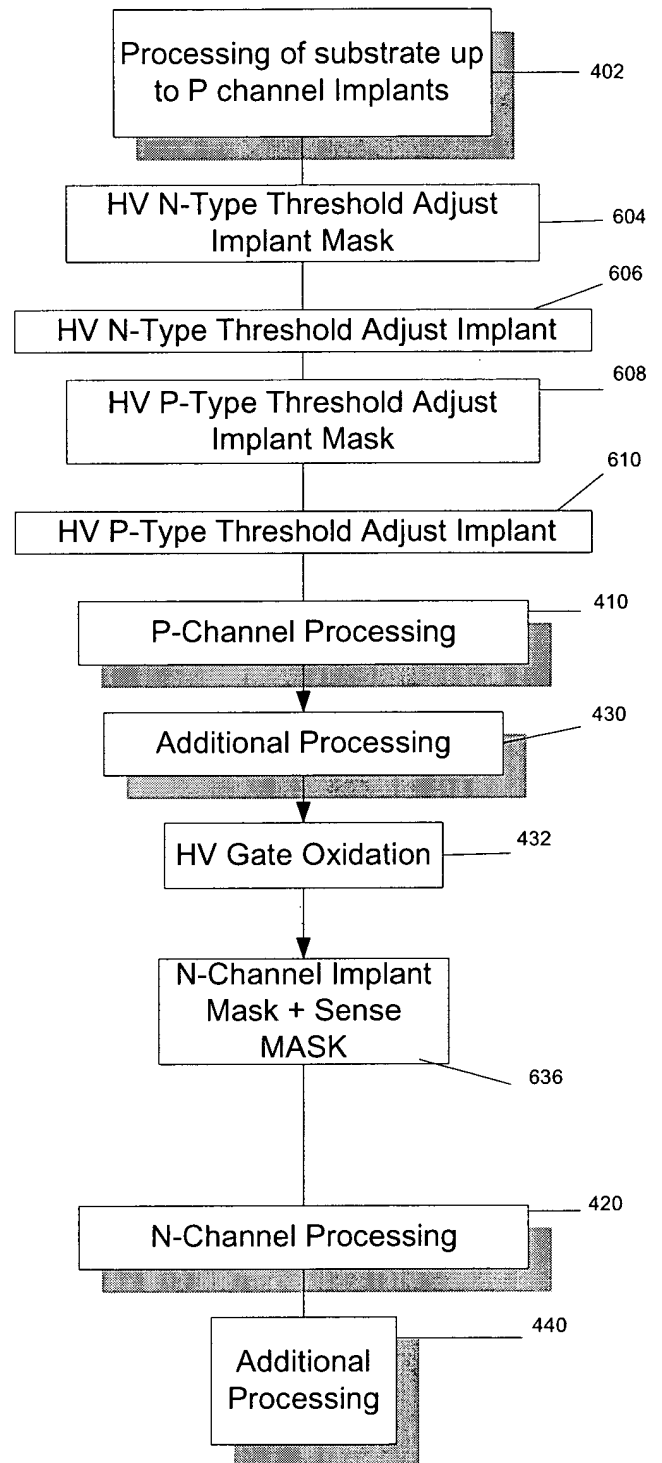 Processing of substrate up
to P channel Implants
402
HV N-Type Threshold Adjust
Implant Mask
604
606
HV N-Type Threshold Adjust Implant
608
HV P-Type Threshold Adjust
Implant Mask
610
HV P-Type Threshold Adjust Implant
410
P-Channel Processing
430
Additional Processing
432
HV Gate Oxidation
N-Channel Implant
Mask + Sense
MASK
636
420
N-Channel Processing
440
Additional
Processing